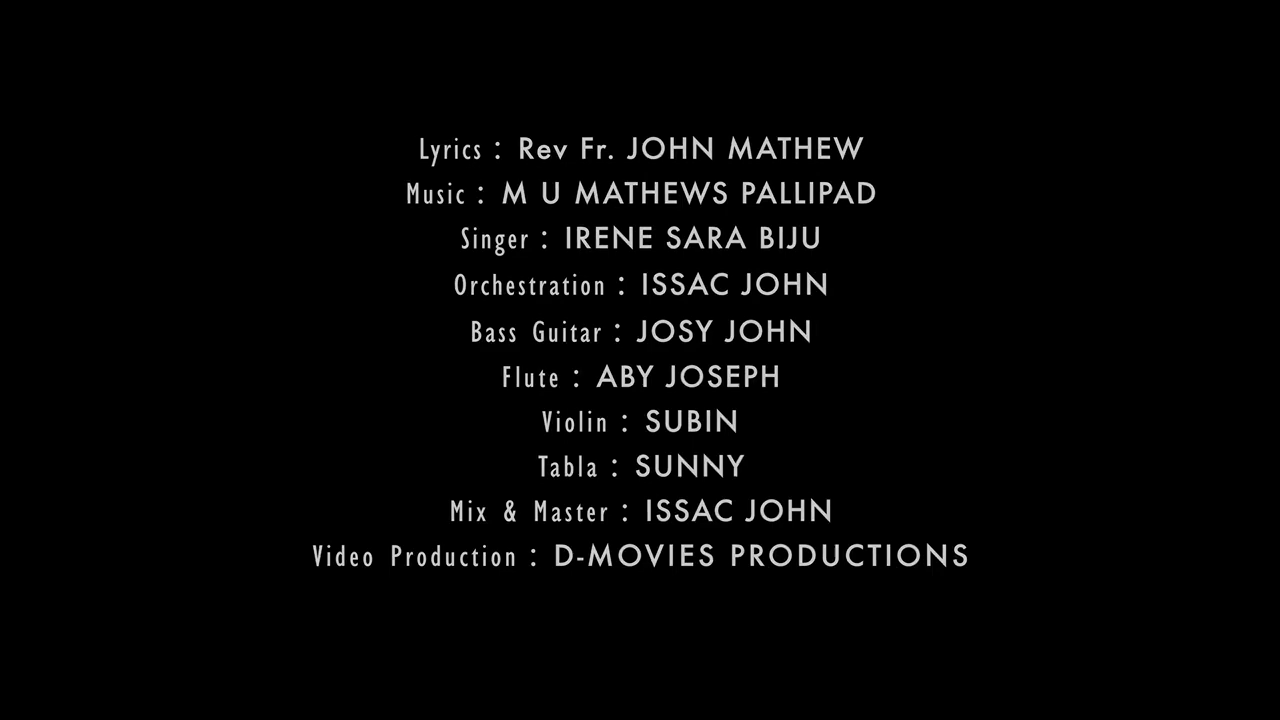 Lyrics : Rev Fr. JOHN MATHEW
Music : M U MATHEWS PALLIPAD
Singer : IRENE SARA BIJU
Orchestration : ISSAC JOHN
Bass Guitar : JOSY JOHN
Flute : ABY JOSEPH
Violin : SUBIN
Tabla : SUNNY
Mix & Master : ISSAC JOHN
Video Production : D-MOVIES PRODUCTIONS